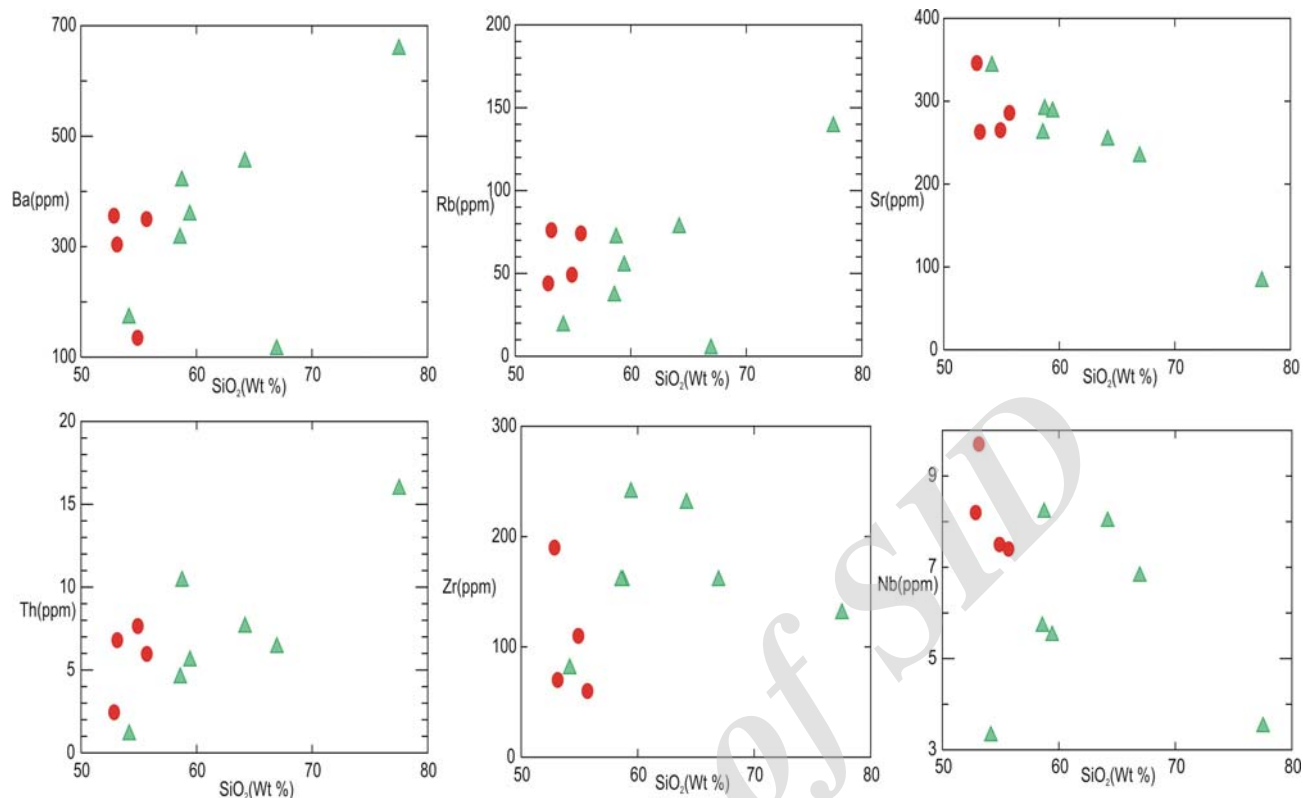 700
500
Ba(ppm)
300
100
50 60 70 80
SiO₂(Wt %)
200
150
100
Rb(ppm)
50
0
50 60 70 80
SiO₂(Wt %)
400
300
Sr(ppm)
200
100
0
50 60 70 80
SiO₂(Wt %)
20
15
10
Th(ppm)
5
0
50 60 70 80
SiO₂(Wt %)
300
200
Zr(ppm)
100
0
50 60 70 80
SiO₂(Wt %)
9
7
Nb(ppm)
5
3
50 60 70 80
SiO₂(Wt %)
of SID